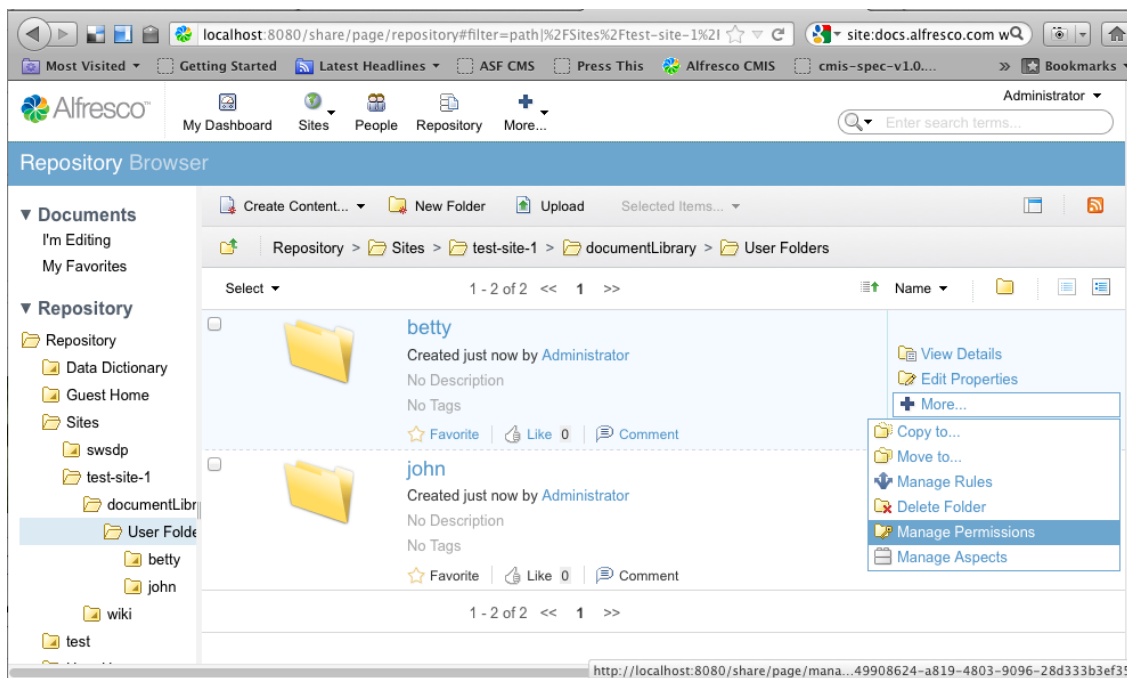 localhost:8080/share/page/repository#filter=path|%2FSites%2Ftest-site-1%2I
site:docs.alfresco.com w
Most Visited Getting Started Latest Headlines ASF CMS Press This Alfresco CMIS cmis-spec-v1.0.... » Bookmarks
Alfresco™
My Dashboard Sites People Repository More...
Administrator
Enter search terms...
Repository Browser
Documents
I'm Editing
My Favorites
Repository
Repository
Data Dictionary
Guest Home
Sites
swsdp
test-site-1
documentLibr
User Folde
betty
john
wiki
test
Create Content... New Folder Upload Selected Items...
Repository > Sites > test-site-1 > documentLibrary > User Folders
Select 1 - 2 of 2 << 1 >> Name
betty
Created just now by Administrator
No Description
No Tags
Favorite Like 0 Comment
View Details
Edit Properties
More...
Copy to...
Move to...
Manage Rules
Delete Folder
Manage Permissions
Manage Aspects
john
Created just now by Administrator
No Description
No Tags
Favorite Like 0 Comment
1 - 2 of 2 << 1 >>
http://localhost:8080/share/page/mana...49908624-a819-4803-9096-28d333b3ef35